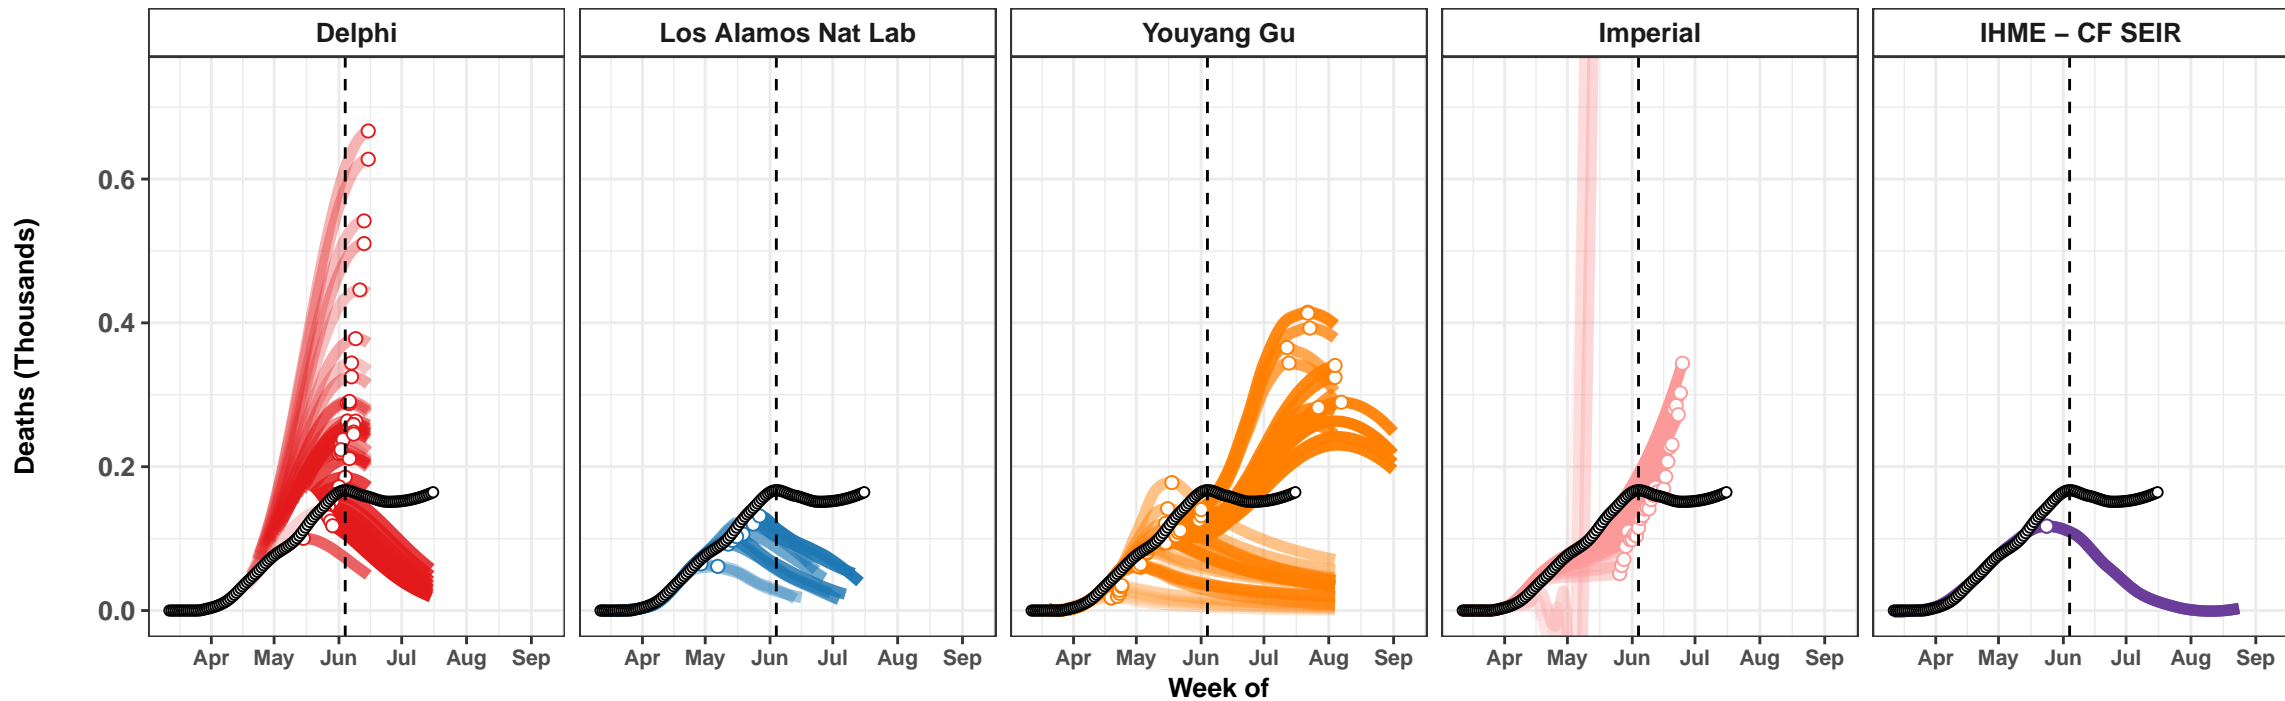 Delphi
Los Alamos Nat Lab
Youyang Gu
Imperial
IHME – CF SEIR
Deaths (Thousands)
0.6
0.4
0.2
0.0
Apr May Jun Jul Aug Sep
Apr May Jun Jul Aug Sep
Apr May Jun Jul Aug Sep
Apr May Jun Jul Aug Sep
Apr May Jun Jul Aug Sep
Week of